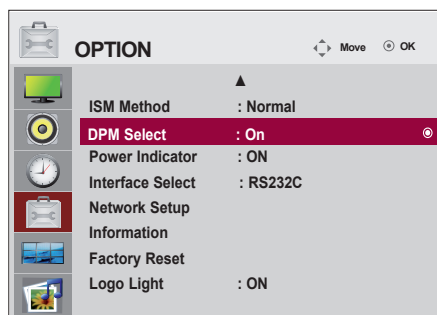 OPTION Move OK
ISM Method : Normal
DPM Select : On
Power Indicator : ON
Interface Select : RS232C
Network Setup
Information
Factory Reset
Logo Light : ON